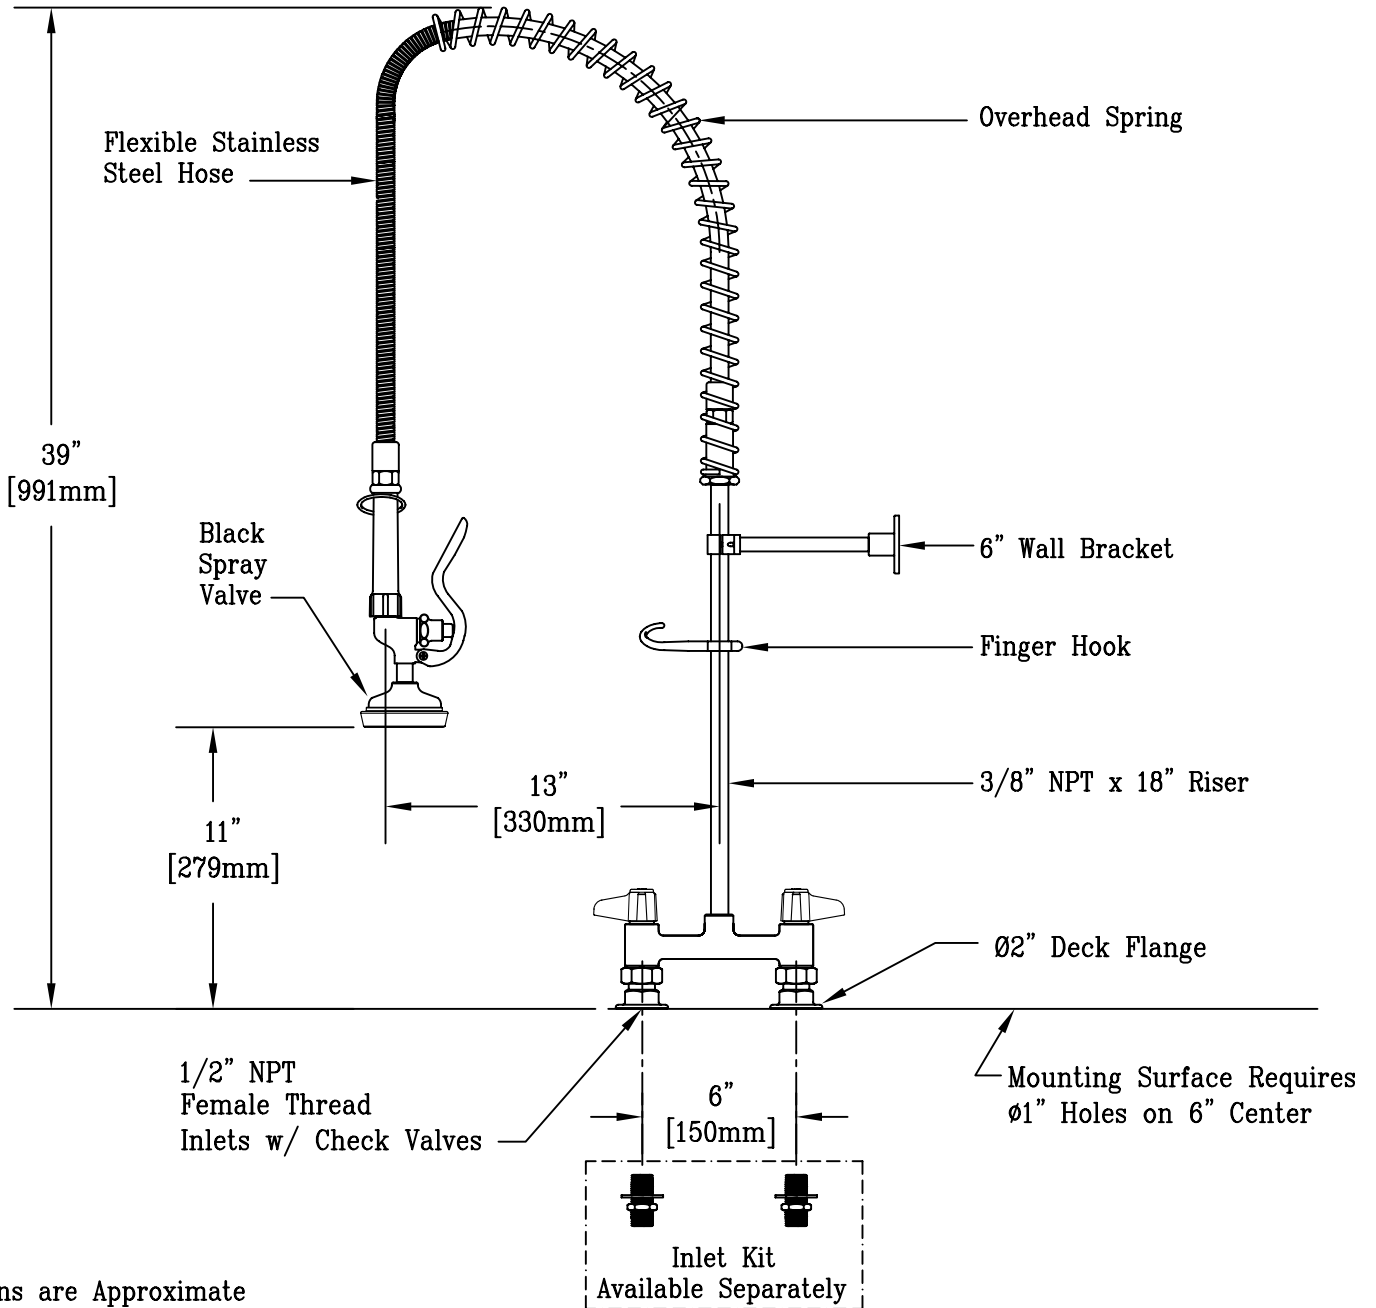 Overhead Spring
Flexible Stainless
Steel Hose
39"
[991mm]
Black
Spray
Valve
6" Wall Bracket
Finger Hook
13"
[330mm]
3/8" NPT x 18" Riser
11"
[279mm]
Ø2" Deck Flange
1/2" NPT
Female Thread
Inlets w/ Check Valves
6"
[150mm]
Mounting Surface Requires
ø1" Holes on 6" Center
Inlet Kit
Available Separately
are Approximate